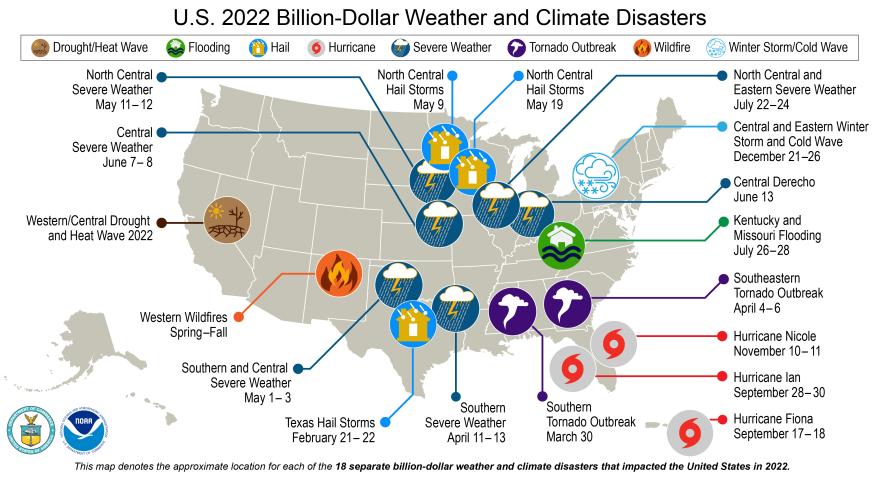 U.S. 2022 Billion-Dollar Weather and Climate Disasters
Drought/Heat Wave
Flooding
Hail
Hurricane
Severe Weather
Tornado Outbreak
Wildfire
Winter Storm/Cold Wave
North Central
Severe Weather
May 11–12
North Central
Hail Storms
May 9
North Central
Hail Storms
May 19
North Central and
Eastern Severe Weather
July 22–24
Central
Severe Weather
June 7–8
Central and Eastern Winter
Storm and Cold Wave
December 21–26
Central Derecho
June 13
Western/Central Drought
and Heat Wave 2022
Kentucky and
Missouri Flooding
July 26–28
Southeastern
Tornado Outbreak
April 4–6
Western Wildfires
Spring–Fall
Hurricane Nicole
November 10–11
Southern and Central
Severe Weather
May 1–3
Hurricane Ian
September 28–30
Texas Hail Storms
February 21–22
Southern
Severe Weather
April 11–13
Southern
Tornado Outbreak
March 30
Hurricane Fiona
September 17–18
NOAA
This map denotes the approximate location for each of the 18 separate billion-dollar weather and climate disasters that impacted the United States in 2022.